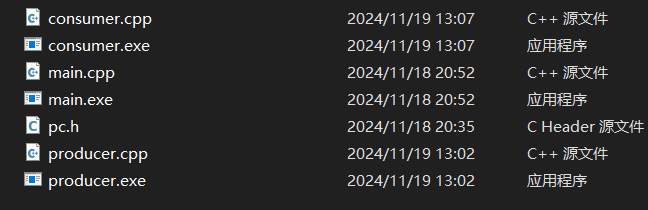 consumer.cpp 2024/11/19 13:07 C++ 源文件
consumer.exe 2024/11/19 13:07 应用程序
main.cpp 2024/11/18 20:52 C++ 源文件
main.exe 2024/11/18 20:52 应用程序
pc.h 2024/11/18 20:35 C Header 源文件
producer.cpp 2024/11/19 13:02 C++ 源文件
producer.exe 2024/11/19 13:02 应用程序